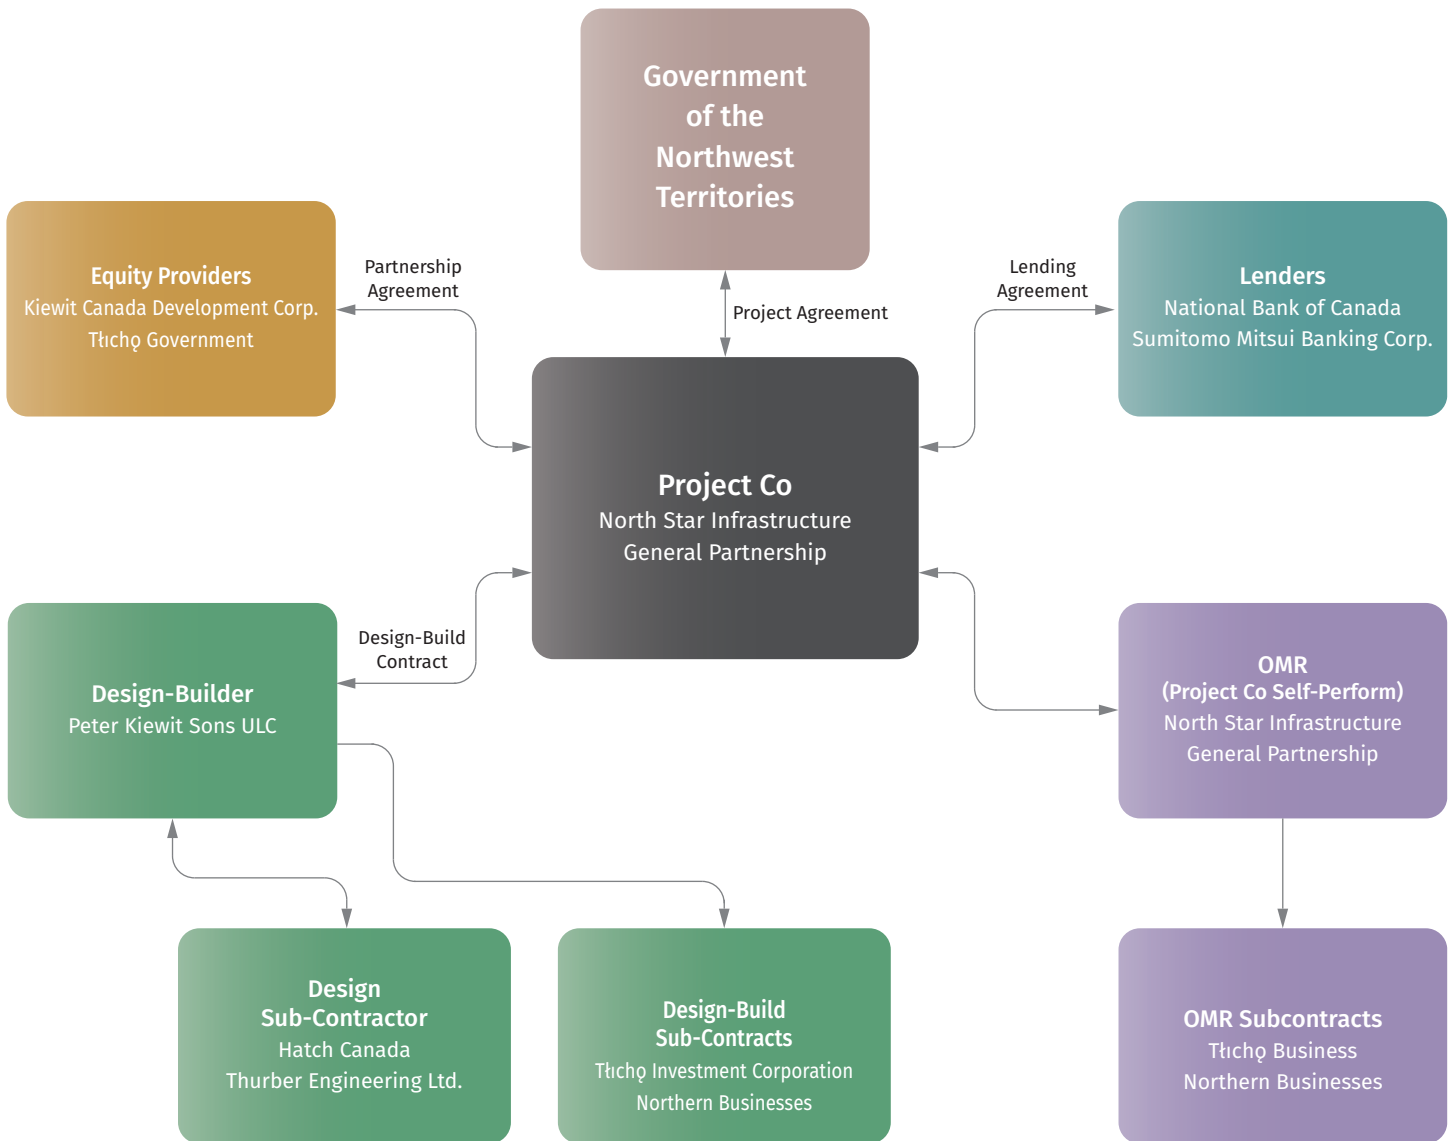 Government
of the
Northwest
Territories
Equity Providers
Kiewit Canada Development Corp.
Tłıchǫ Government
Partnership
Agreement
Project Agreement
Lending
Agreement
Lenders
National Bank of Canada
Sumitomo Mitsui Banking Corp.
Project Co
North Star Infrastructure
General Partnership
Design-Builder
Peter Kiewit Sons ULC
Design-Build
Contract
OMR
(Project Co Self-Perform)
North Star Infrastructure
General Partnership
Design
Sub-Contractor
Hatch Canada
Thurber Engineering Ltd.
Design-Build
Sub-Contracts
Tłıchǫ Investment Corporation
Northern Businesses
OMR Subcontracts
Tłıchǫ Business
Northern Businesses